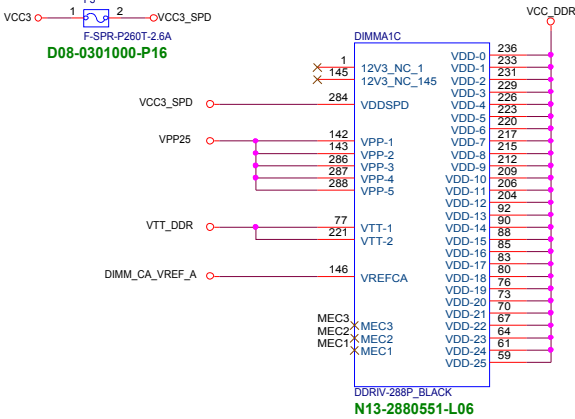 VCC3 1 2 VCC3_SPD
F-SPR-P260T-2.6A
D08-0301000-P16
VCC_DDR
DIMMA1C
1 12V3_NC_1
145 12V3_NC_145
VCC3_SPD 284 VDDSPD
VPP25 142 VPP-1
143 VPP-2
286 VPP-3
287 VPP-4
288 VPP-5
VTT_DDR 77 VTT-1
221 VTT-2
DIMM_CA_VREF_A 146 VREFCA
MEC3 MEC3
MEC2 MEC2
MEC1 MEC1
VDD-0 236
VDD-1 233
VDD-2 231
VDD-3 229
VDD-4 226
VDD-5 223
VDD-6 220
VDD-7 217
VDD-8 215
VDD-9 212
VDD-10 209
VDD-11 206
VDD-12 204
VDD-13 92
VDD-14 90
VDD-15 88
VDD-16 85
VDD-17 83
VDD-18 80
VDD-19 76
VDD-20 73
VDD-21 70
VDD-22 67
VDD-23 64
VDD-24 61
VDD-25 59
DDRIV-288P_BLACK
N13-2880551-L06